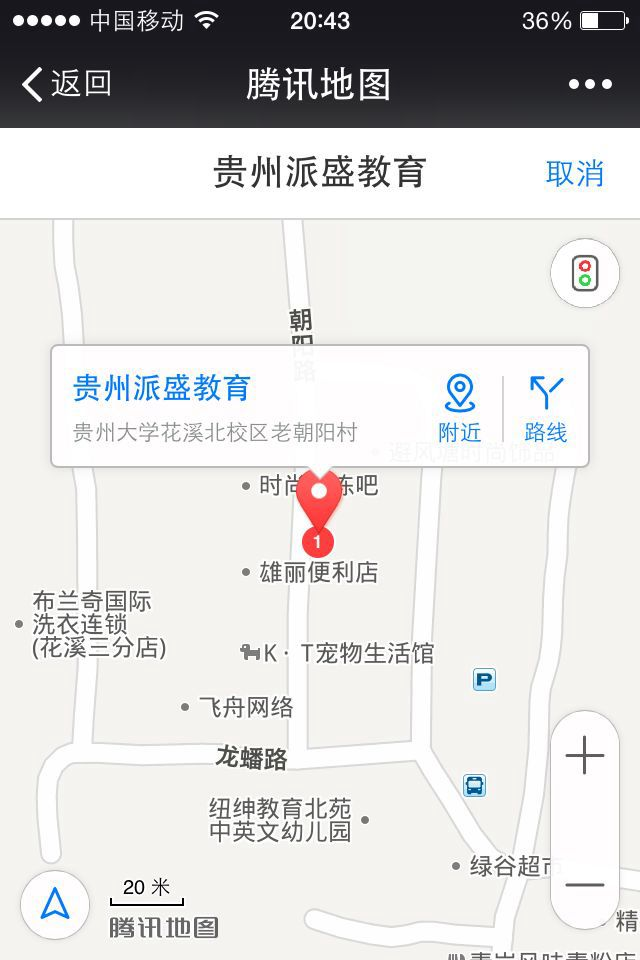 中国移动 20:43 36%
返回 腾讯地图
贵州派盛教育 取消
朝阳路
贵州派盛教育
贵州大学花溪北校区老朝阳村
附近 路线
避风塘时尚饰品
时尚 冻吧
1
雄丽便利店
布兰奇国际
洗衣连锁
(花溪三分店)
K·T宠物生活馆
P
飞舟网络
龙蟠路
纽绅教育北苑
中英文幼儿园
绿谷超市
20 米
腾讯地图
精